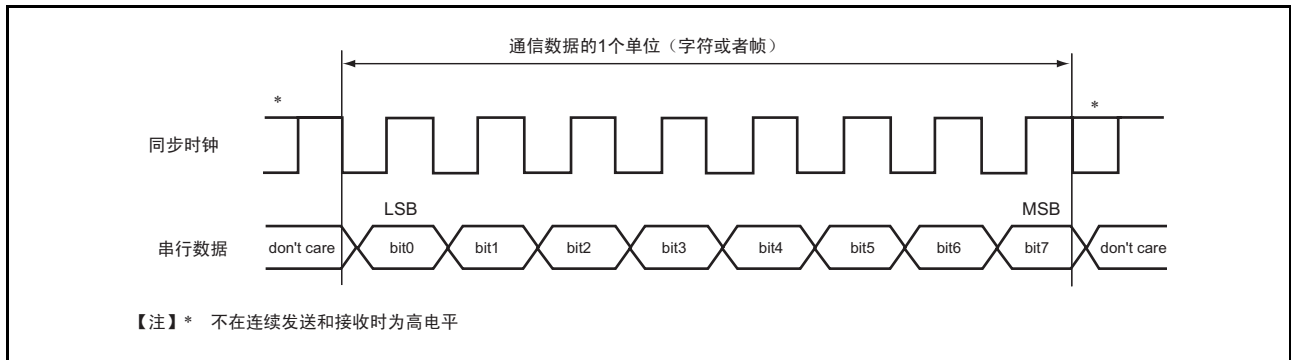 通信数据的1个单位（字符或者帧）
* *
同步时钟
LSB MSB
串行数据 don't care bit0 bit1 bit2 bit3 bit4 bit5 bit6 bit7 don't care
【注】* 不在连续发送和接收时为高电平